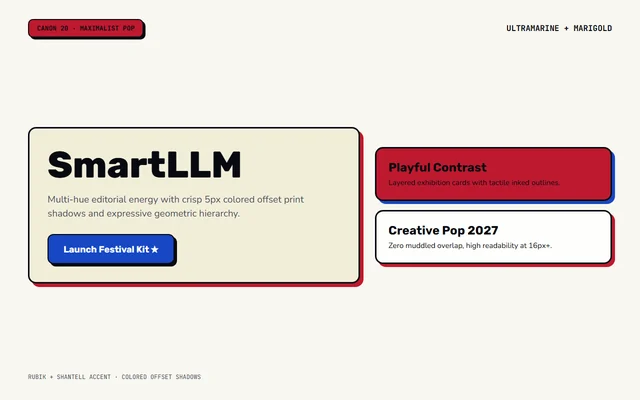 CANON 20 · MAXIMALIST POP
ULTRAMARINE + MARIGOLD
SmartLLM
Multi-hue editorial energy with crisp 5px colored offset print
shadows and expressive geometric hierarchy.
Launch Festival Kit ★
Playful Contrast
Layered exhibition cards with tactile inked outlines.
Creative Pop 2027
Zero muddled overlap, high readability at 16px+.
RUBIK + SHANTELL ACCENT · COLORED OFFSET SHADOWS